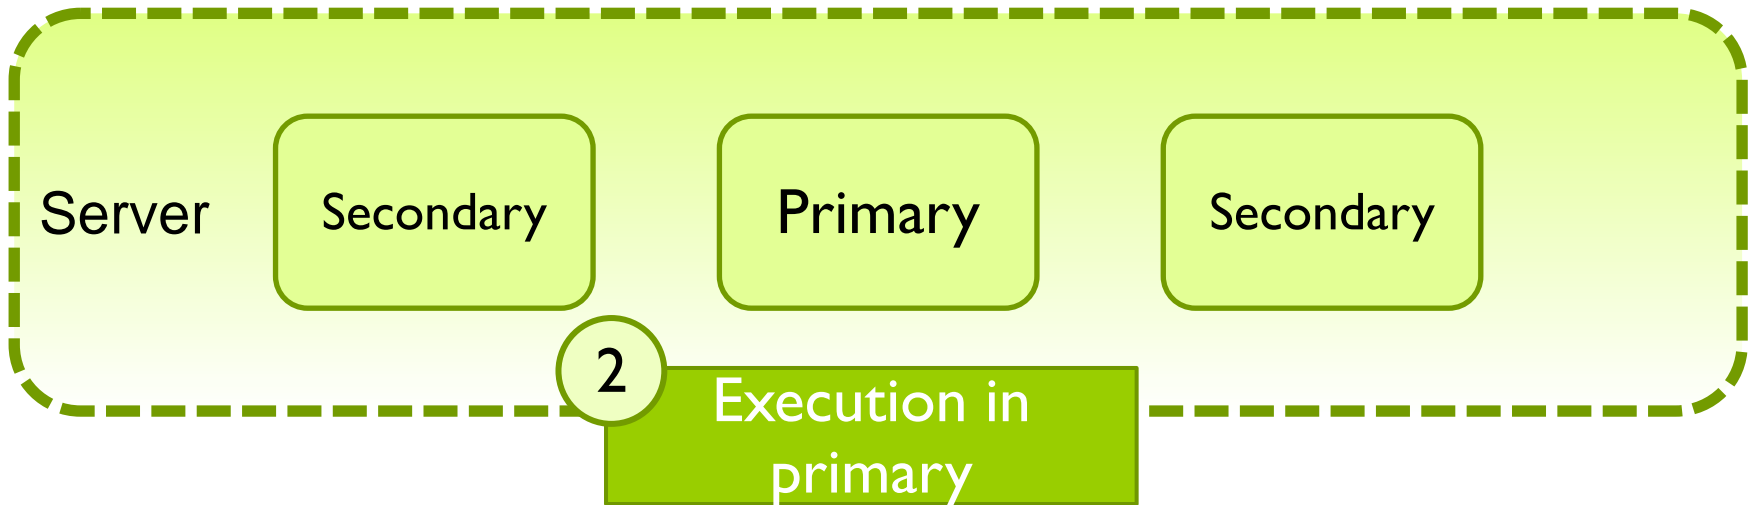 Server
Secondary
Primary
Secondary
2
Execution in
primary